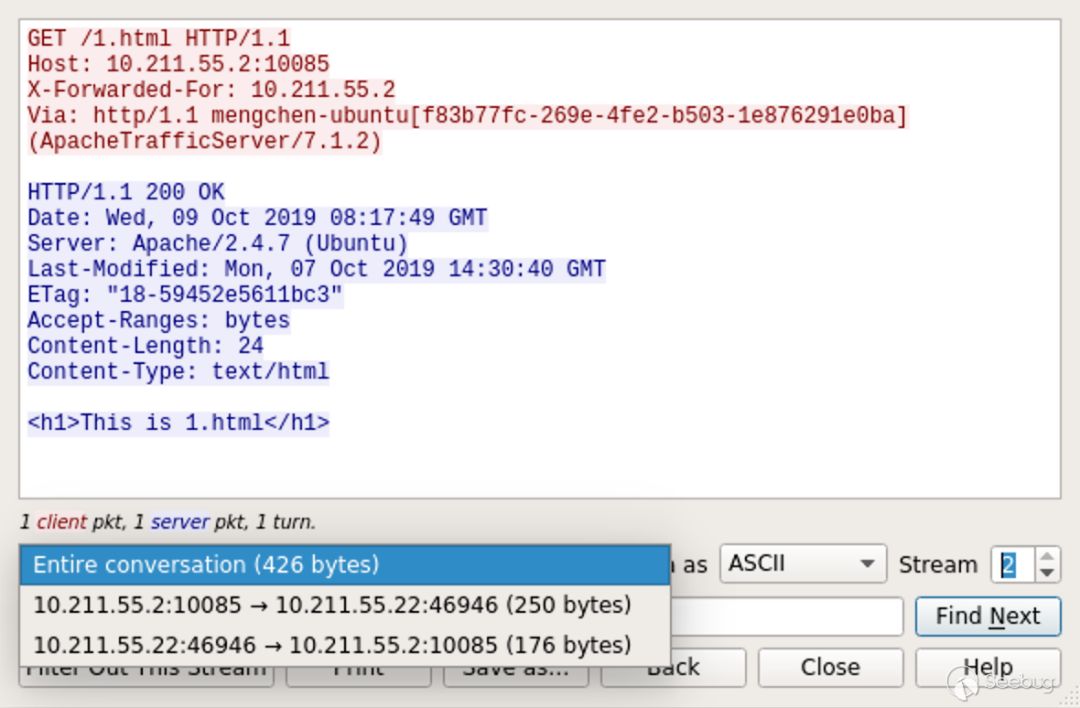 GET /1.html HTTP/1.1
Host: 10.211.55.2:10085
X-Forwarded-For: 10.211.55.2
Via: http/1.1 mengchen-ubuntu[f83b77fc-269e-4fe2-b503-1e876291e0ba]
(ApacheTrafficServer/7.1.2)
HTTP/1.1 200 OK
Date: Wed, 09 Oct 2019 08:17:49 GMT
Server: Apache/2.4.7 (Ubuntu)
Last-Modified: Mon, 07 Oct 2019 14:30:40 GMT
ETag: "18-59452e5611bc3"
Accept-Ranges: bytes
Content-Length: 24
Content-Type: text/html
<h1>This is 1.html</h1>
1 client pkt, 1 server pkt, 1 turn.
Entire conversation (426 bytes) as ASCII Stream 2
10.211.55.2:10085 → 10.211.55.22:46946 (250 bytes) Find Next
10.211.55.22:46946 → 10.211.55.2:10085 (176 bytes)
Filter Out This Stream Print Save as... Back Close Help
Seebug